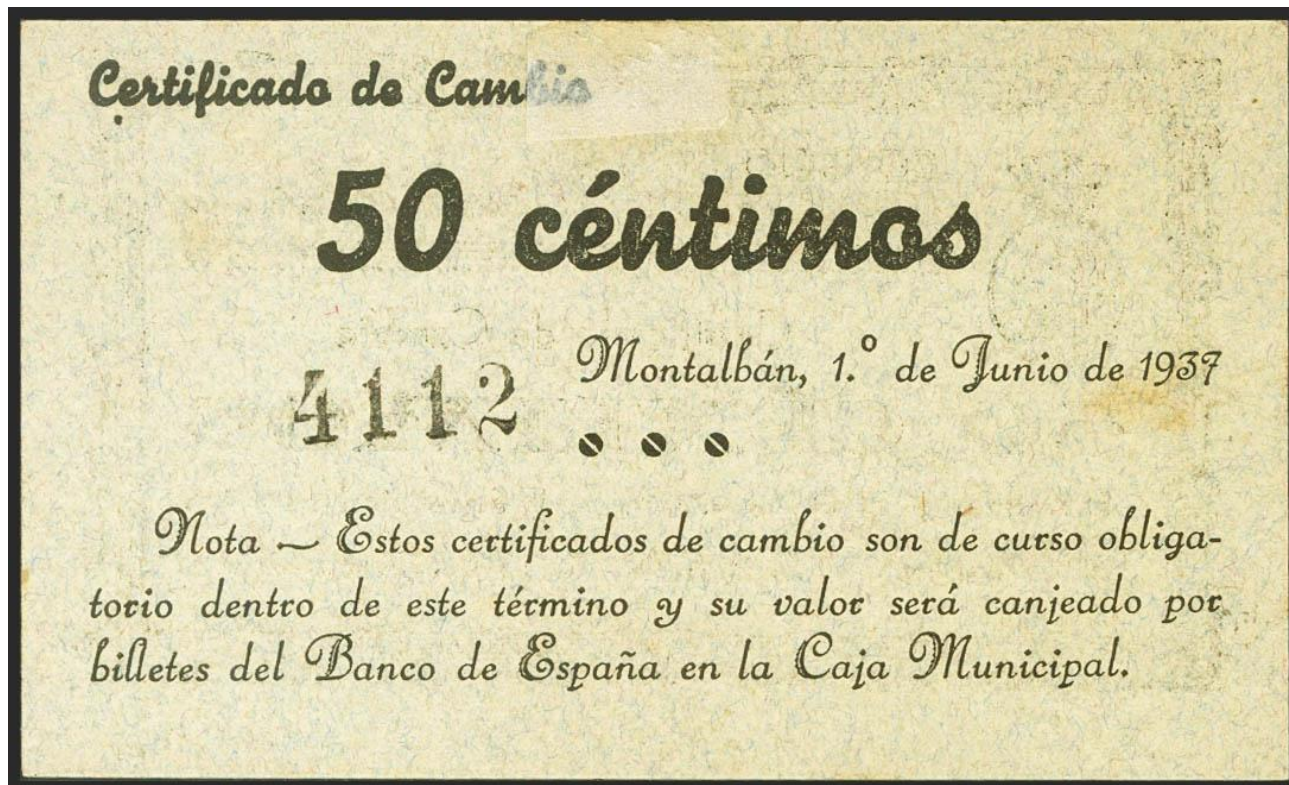 Certificado de Cambio
50 céntimos
Montalbán, 1.º de Junio de 1937
4112
Nota — Estos certificados de cambio son de curso obliga-
torio dentro de este término y su valor será canjeado por
billetes del Banco de España en la Caja Municipal.